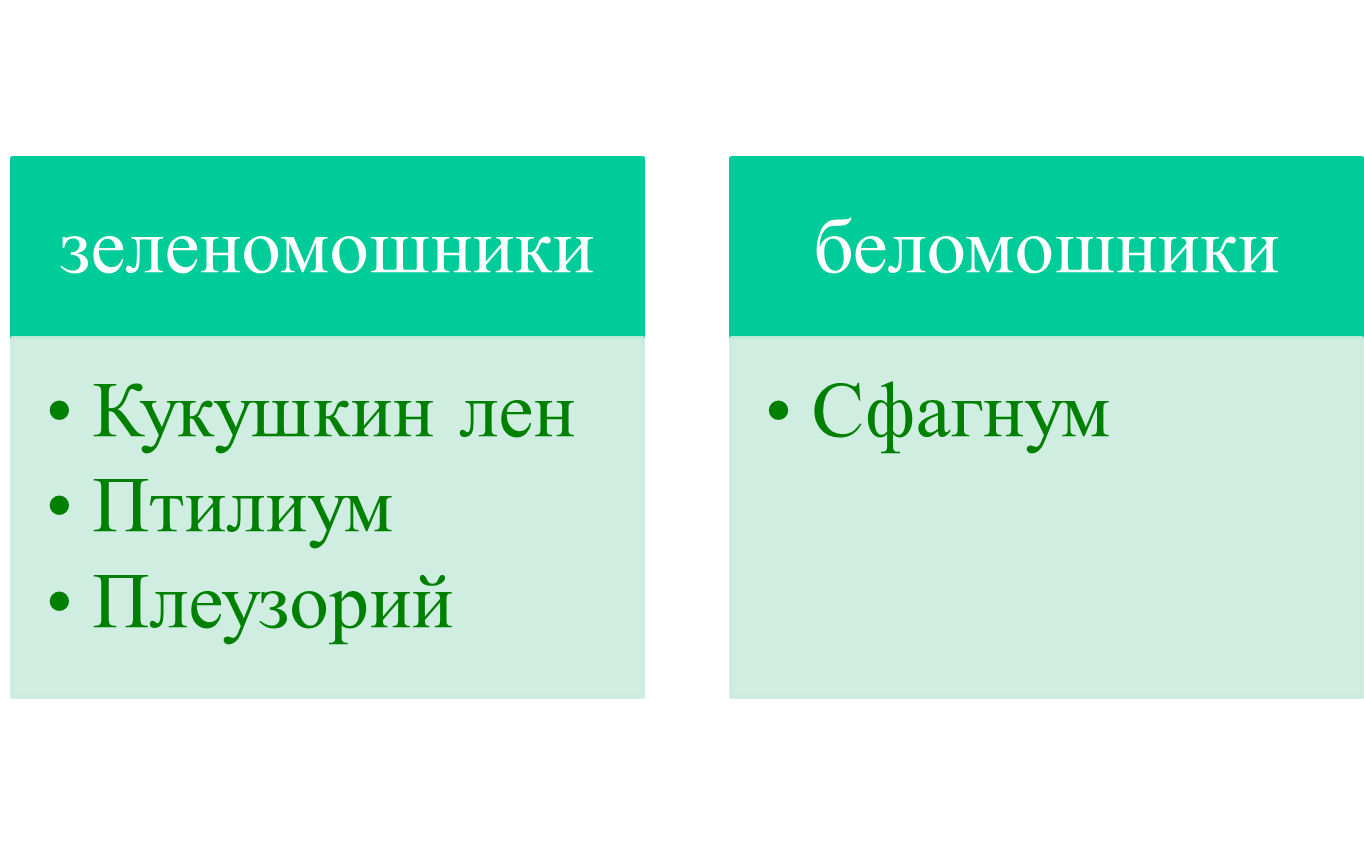 зеленомошники
• Кукушкин лен
• Птилиум
• Плеузорий
беломошники
• Сфагнум